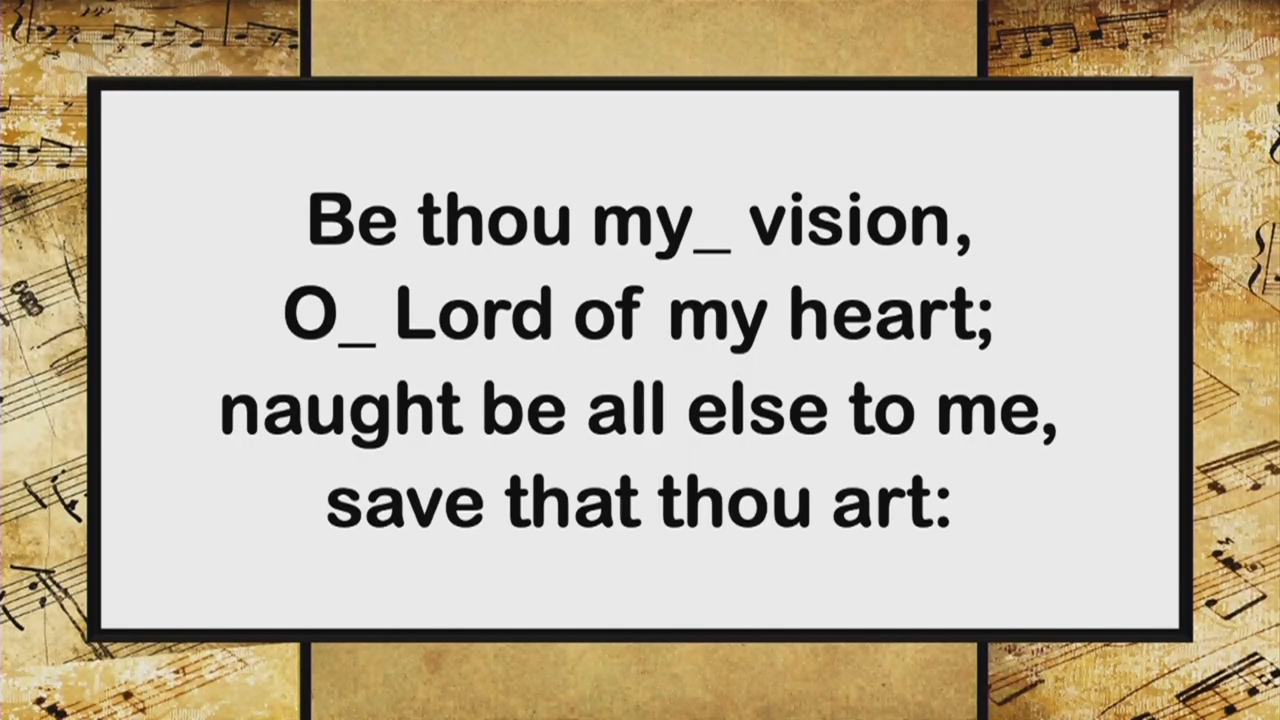 Be thou my_ vision,
O_ Lord of my heart;
naught be all else to me,
save that thou art: